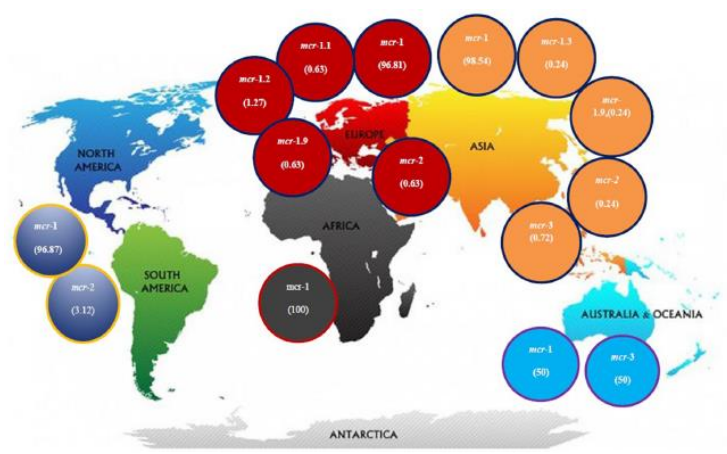 mcr-1.1
(0.63)
mcr-1
(96.81)
mcr-1
(98.54)
mcr-1.3
(0.24)
mcr-1.2
(1.27)
mcr-
1.9,(0.24)
EUROPE
mcr-1.9
(0.63)
ASIA
NORTH
AMERICA
mcr-2
(0.63)
mcr-2
(0.24)
mcr-1
(96.87)
AFRICA
mcr-3
(0.72)
SOUTH
AMERICA
mcr-2
(3.12)
mcr-1
(100)
AUSTRALIA & OCEANIA
mcr-1
(50)
mcr-3
(50)
ANTARCTICA